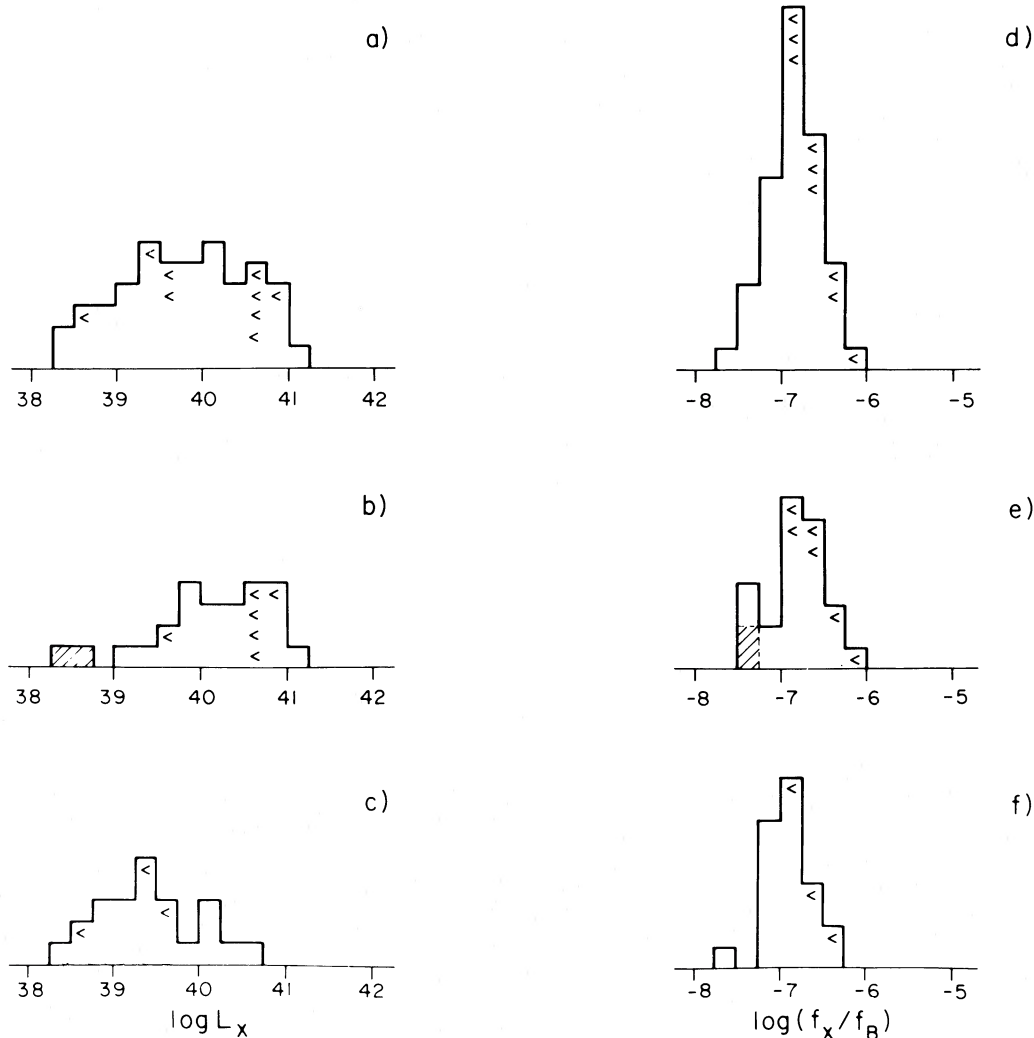 a)
<
<
<
<
<
<
<
<
<
38 39 40 41 42
d)
<
<
<
<
<
<
<
<
<
-8 -7 -6 -5
b)
<
<
<
<
<
<
38 39 40 41 42
e)
<
<
<
<
<
<
-8 -7 -6 -5
c)
<
<
<
38 39 40 41 42
log L_X
f)
<
<
<
-8 -7 -6 -5
log(f_X/f_B)